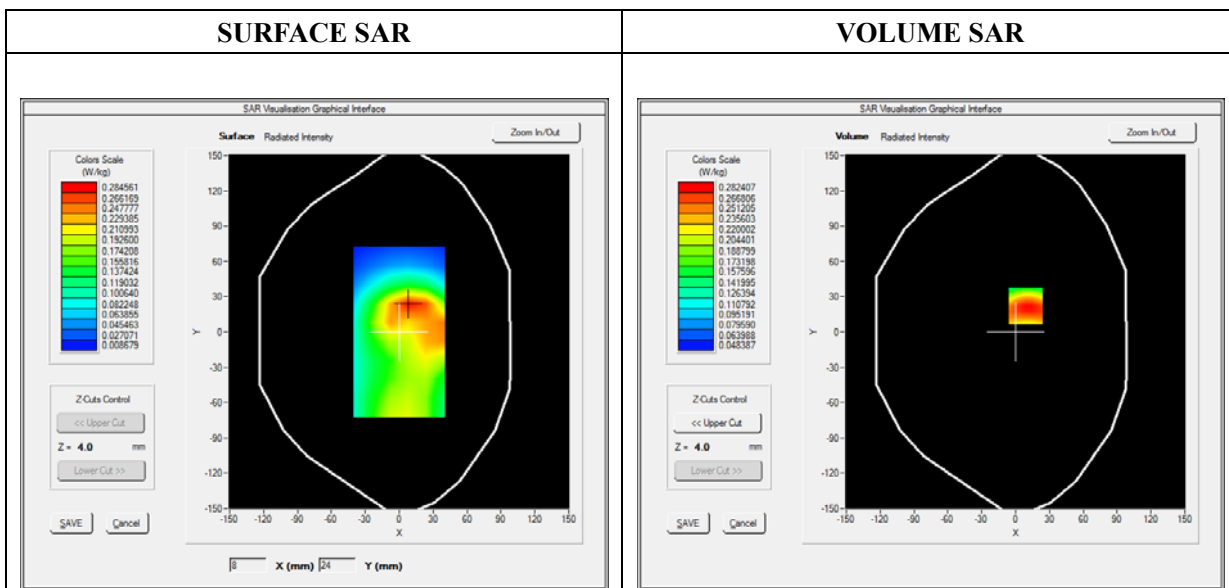 SURFACE SAR
VOLUME SAR
SAR Visualisation Graphical Interface
Surface Radiated Intensity
Zoom In/Out
Colors Scale
(W/kg)
0.284561
0.266169
0.247777
0.229385
0.210993
0.192600
0.174208
0.155816
0.137424
0.119032
0.100640
0.082248
0.063855
0.045463
0.027071
0.008679
Z-Cuts Control
<< Upper Cut
Z = 4.0 mm
Lower Cut >>
SAVE Cancel
150
120
90
60
30
0
-30
-60
-90
-120
-150
Y
-150 -120 -90 -60 -30 0 30 60 90 120 150
X
8 X (mm) 24 Y (mm)
SAR Visualisation Graphical Interface
Volume Radiated Intensity
Zoom In/Out
Colors Scale
(W/kg)
0.282407
0.266806
0.251205
0.235603
0.220002
0.204401
0.188799
0.173198
0.157596
0.141995
0.126394
0.110792
0.095191
0.079590
0.063988
0.048387
Z-Cuts Control
<< Upper Cut
Z = 4.0 mm
Lower Cut >>
SAVE Cancel
150
120
90
60
30
0
-30
-60
-90
-120
-150
Y
-150 -120 -90 -60 -30 0 30 60 90 120 150
X